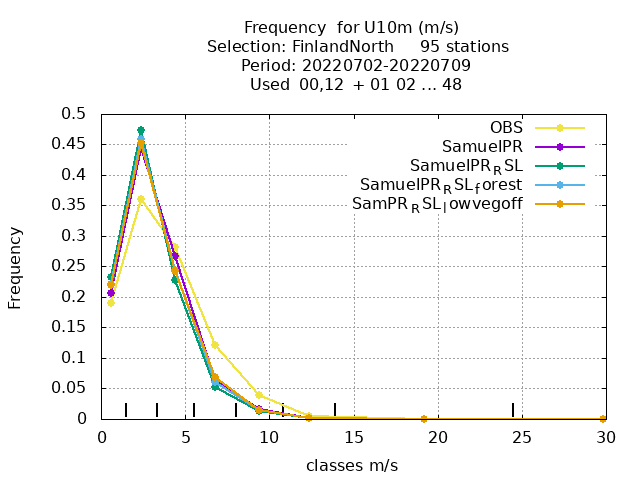 Frequency for U10m (m/s)
Selection: FinlandNorth 95 stations
Period: 20220702-20220709
Used 00,12 + 01 02 ... 48
0.5
0.45
0.4
0.35
0.3
0.25
0.2
0.15
0.1
0.05
0
Frequency
OBS
SamuelPR
SamuelPR_RSL
SamuelPR_RSL_forest
SamPR_RSL_lowvegoff
0 5 10 15 20 25 30
classes m/s